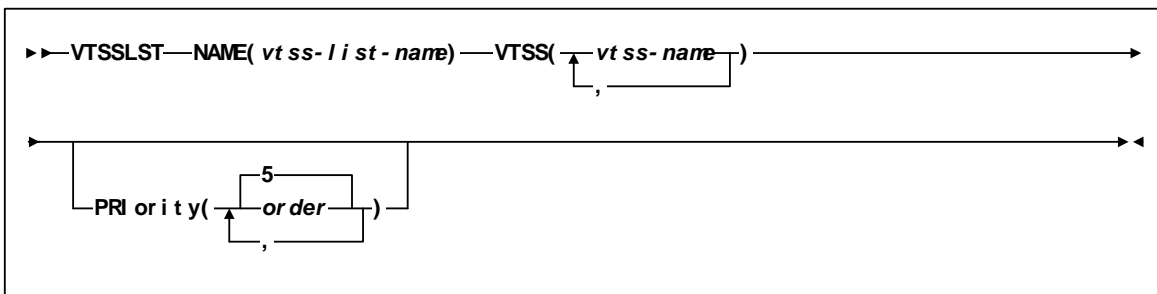 VTSSLST NAME( vtss-list-name) VTSS( vtss-name )
,
5
PRIority( order )
,